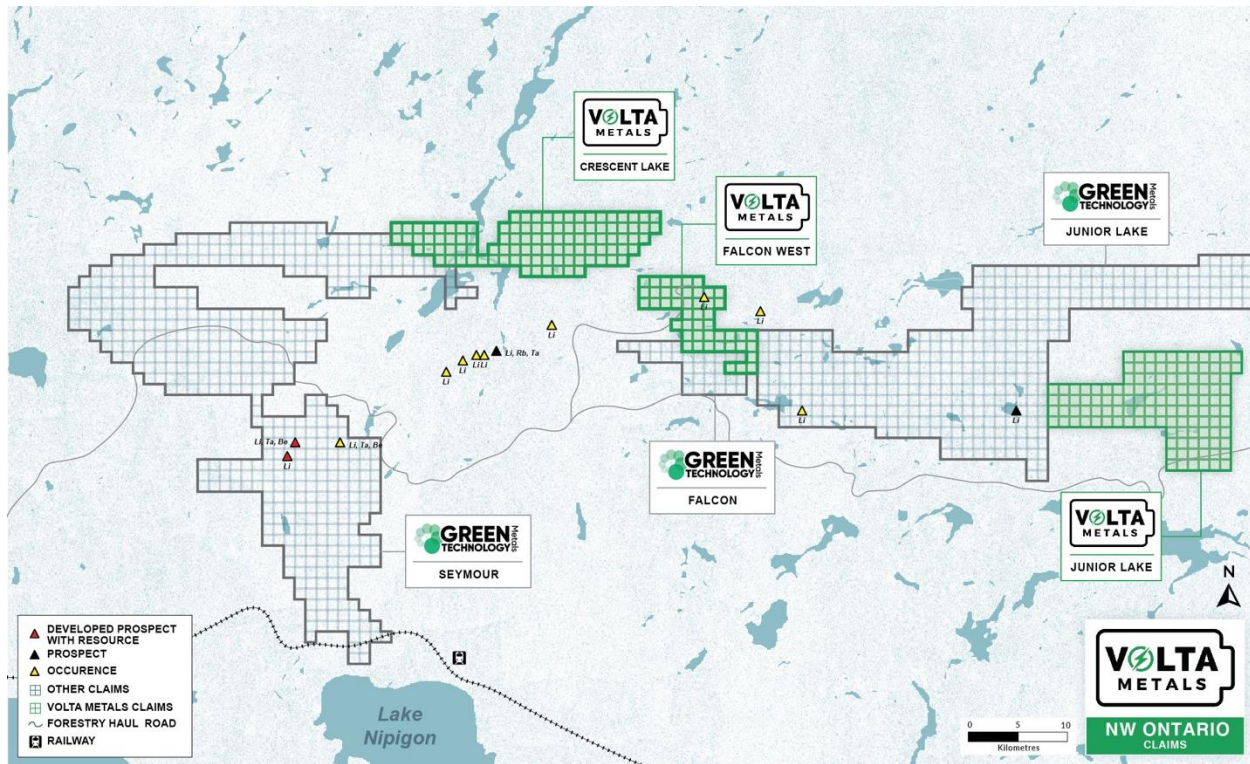 VOLTA
METALS
CRESCENT LAKE
VOLTA
METALS
FALCON WEST
GREEN
TECHNOLOGY
Metals
JUNIOR LAKE
Li
Li
Li, Rb, Ta
Li Li
Li
Li
Li
Li
Li, Ta, Be
Li, Ta, Be
Li
GREEN
TECHNOLOGY
Metals
FALCON
VOLTA
METALS
JUNIOR LAKE
GREEN
TECHNOLOGY
Metals
SEYMOUR
N
DEVELOPED PROSPECT
WITH RESOURCE
PROSPECT
OCCURENCE
OTHER CLAIMS
VOLTA METALS CLAIMS
FORESTRY HAUL ROAD
RAILWAY
Lake
Nipigon
0 5 10
Kilometres
VOLTA
METALS
NW ONTARIO
CLAIMS